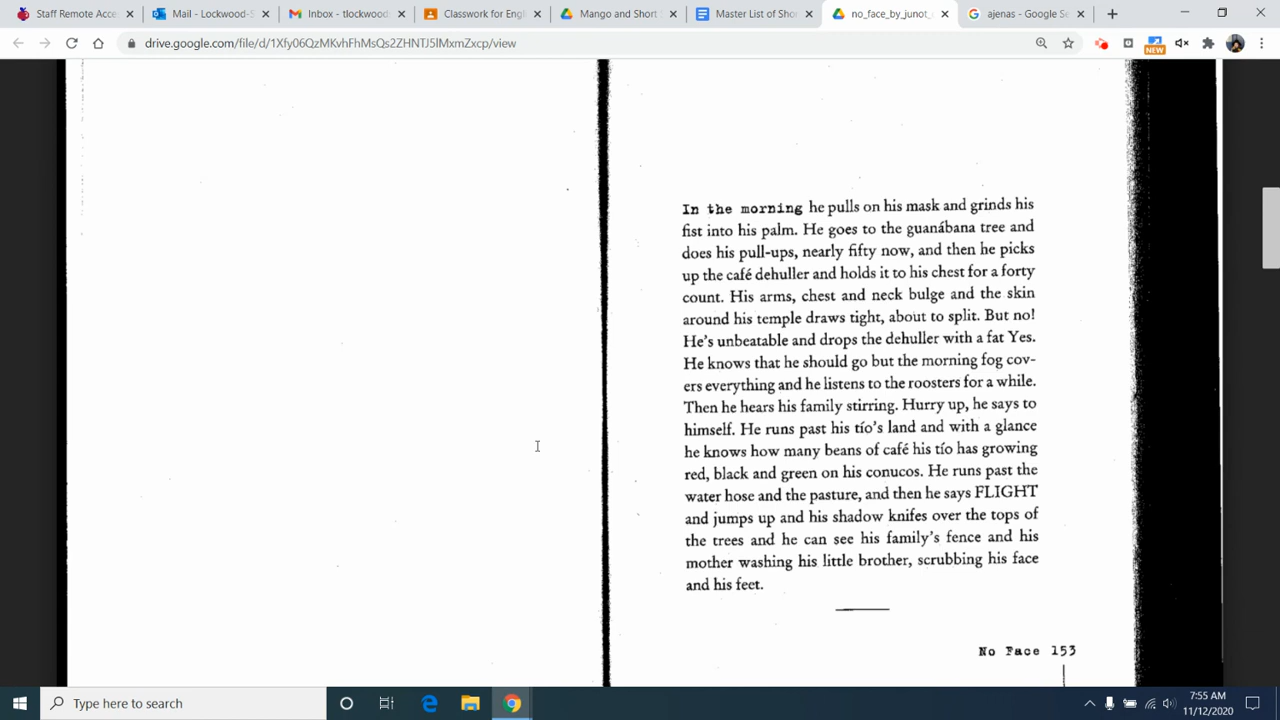 Staff Remote Acce
Mail - Lockwood-S
Inbox - tlockwoods
Classwork for Engl
Mango and Short
Master List of Sho
no_face_by_junot_
ajenas - Google Se
drive.google.com/file/d/1Xfy06QzMKvhFhMsQs2ZHNTJ5lMxmZxcp/view
NEW
In the morning he pulls on his mask and grinds his
fist into his palm. He goes to the guanábana tree and
does his pull-ups, nearly fifty now, and then he picks
up the café dehuller and holds it to his chest for a forty
count. His arms, chest and neck bulge and the skin
around his temple draws tight, about to split. But no!
He's unbeatable and drops the dehuller with a fat Yes.
He knows that he should go but the morning fog cov-
ers everything and he listens to the roosters for a while.
Then he hears his family stirring. Hurry up, he says to
himself. He runs past his tío's land and with a glance
he knows how many beans of café his tío has growing
red, black and green on his conucos. He runs past the
water hose and the pasture, and then he says FLIGHT
and jumps up and his shadow knifes over the tops of
the trees and he can see his family's fence and his
mother washing his little brother, scrubbing his face
and his feet.
No Face 153
Type here to search
7:55 AM
11/12/2020